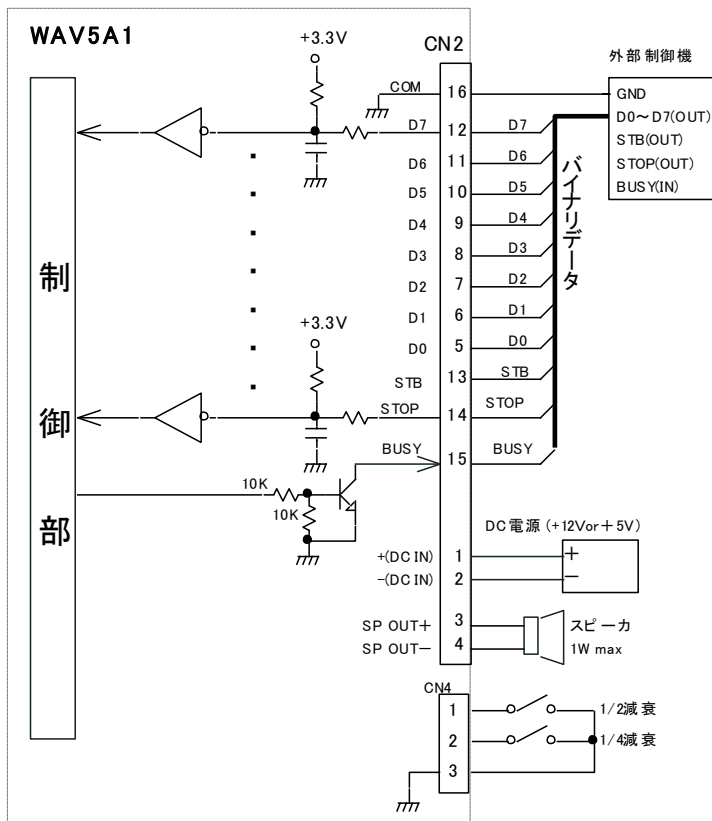 WAV5A1
+3.3V
CN2
外部制御機
COM
16
GND
D7
12
D7
D0～D7(OUT)
D6
11
D6
STB(OUT)
D5
10
D5
STOP(OUT)
D4
9
D4
BUSY(IN)
D3
8
D3
バイナリデータ
D2
7
D2
D1
6
D1
D0
5
D0
+3.3V
STB
13
STB
STOP
14
STOP
BUSY
15
BUSY
制御部
10K
10K
DC電源(+12Vor+5V)
+(DC IN)
1
+
-(DC IN)
2
−
SP OUT+
3
スピーカ
SP OUT−
4
1W max
CN4
1
1/2減衰
2
1/4減衰
3